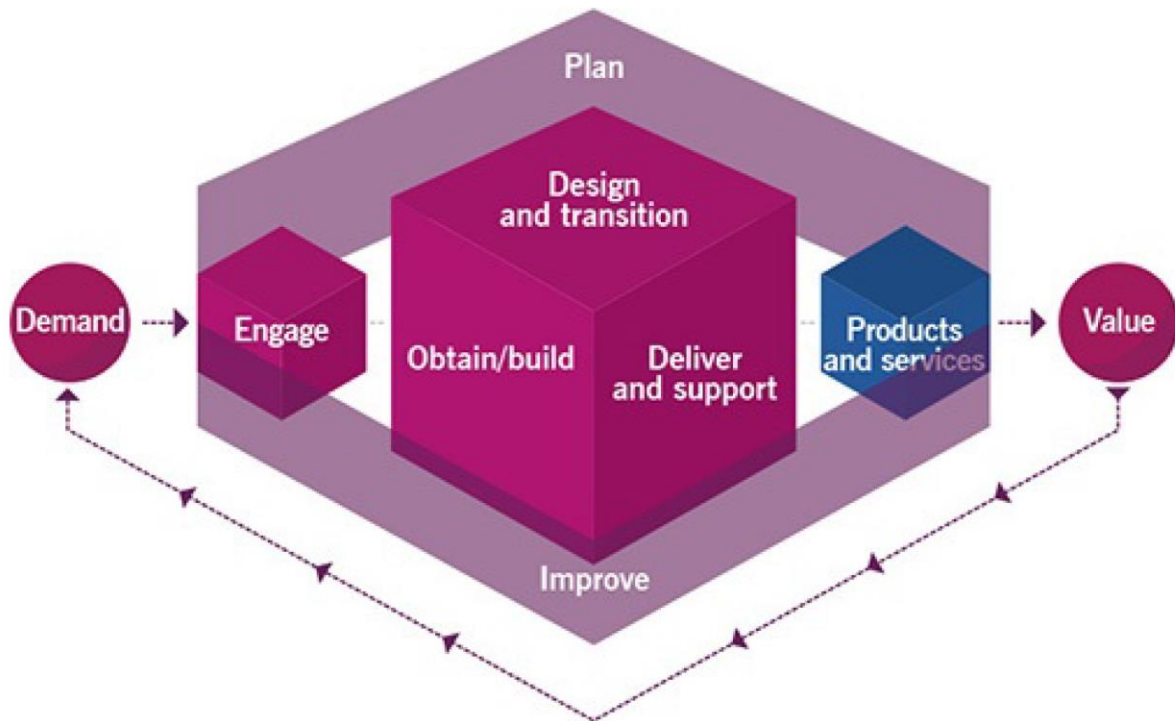 Plan
Design
and transition
Demand
Engage
Obtain/build
Deliver
and support
Products
and services
Value
Improve